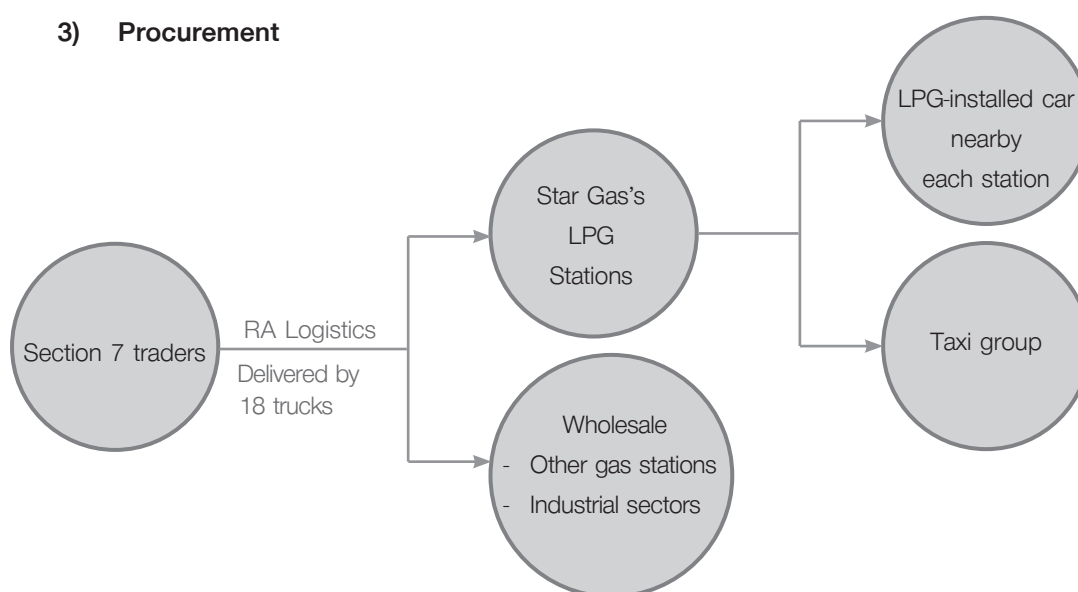 3) Procurement
LPG-installed car
nearby
each station
Star Gas's
LPG
Stations
Section 7 traders
RA Logistics
Delivered by
18 trucks
Taxi group
Wholesale
- Other gas stations
- Industrial sectors